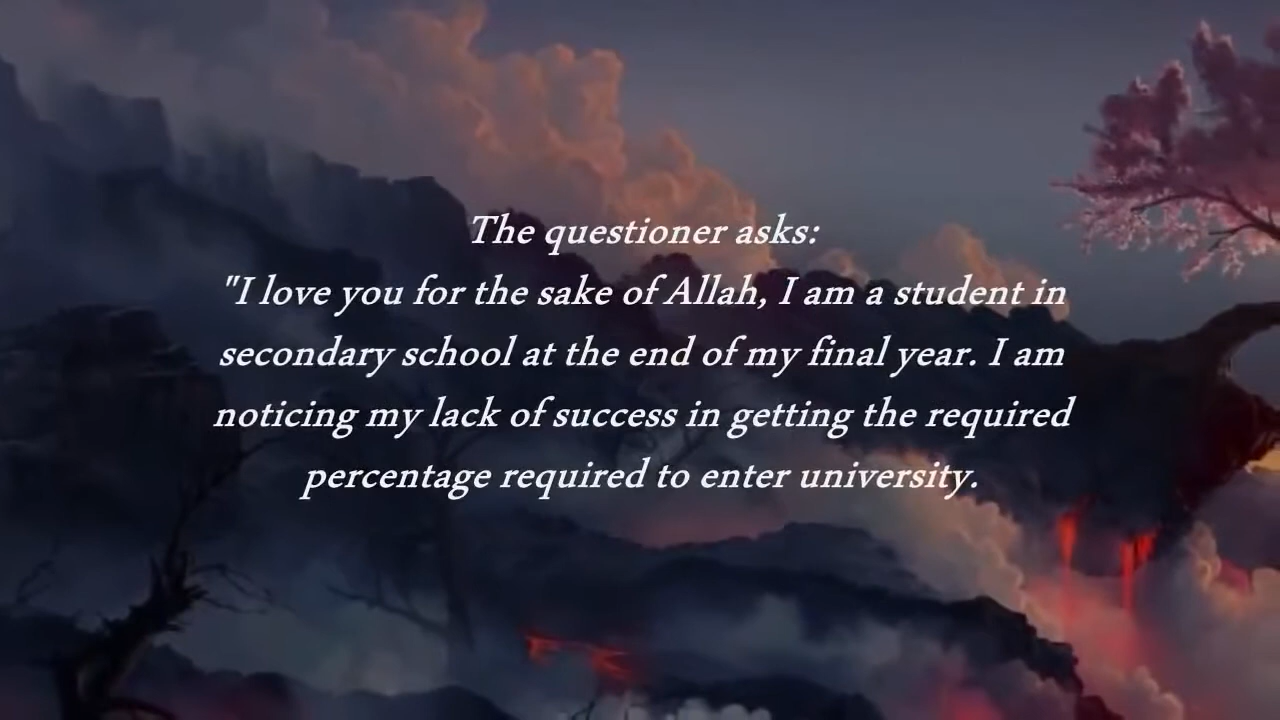 The questioner asks:
"I love you for the sake of Allah, I am a student in
secondary school at the end of my final year. I am
noticing my lack of success in getting the required
percentage required to enter university.